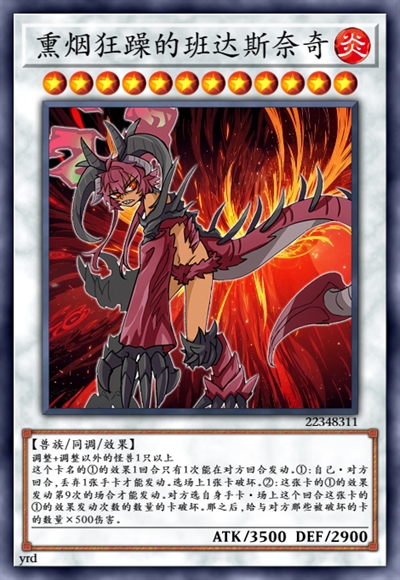 熏烟狂躁的班达斯奈奇
炎
22348311
【兽族/同调/效果】
调整+调整以外的怪兽1只以上
这个卡名的①的效果1回合只有1次能在对方回合发动。①：自己·对方
回合，丢弃1张手卡才能发动。选场上1张卡破坏。②：这张卡的①的效果
发动第9次的场合才能发动。对方选自身手卡·场上这个回合这张卡的
①的效果发动次数的数量的卡破坏。那之后，给与对方那些被破坏的卡
的数量×500伤害。
ATK/3500 DEF/2900
yrd